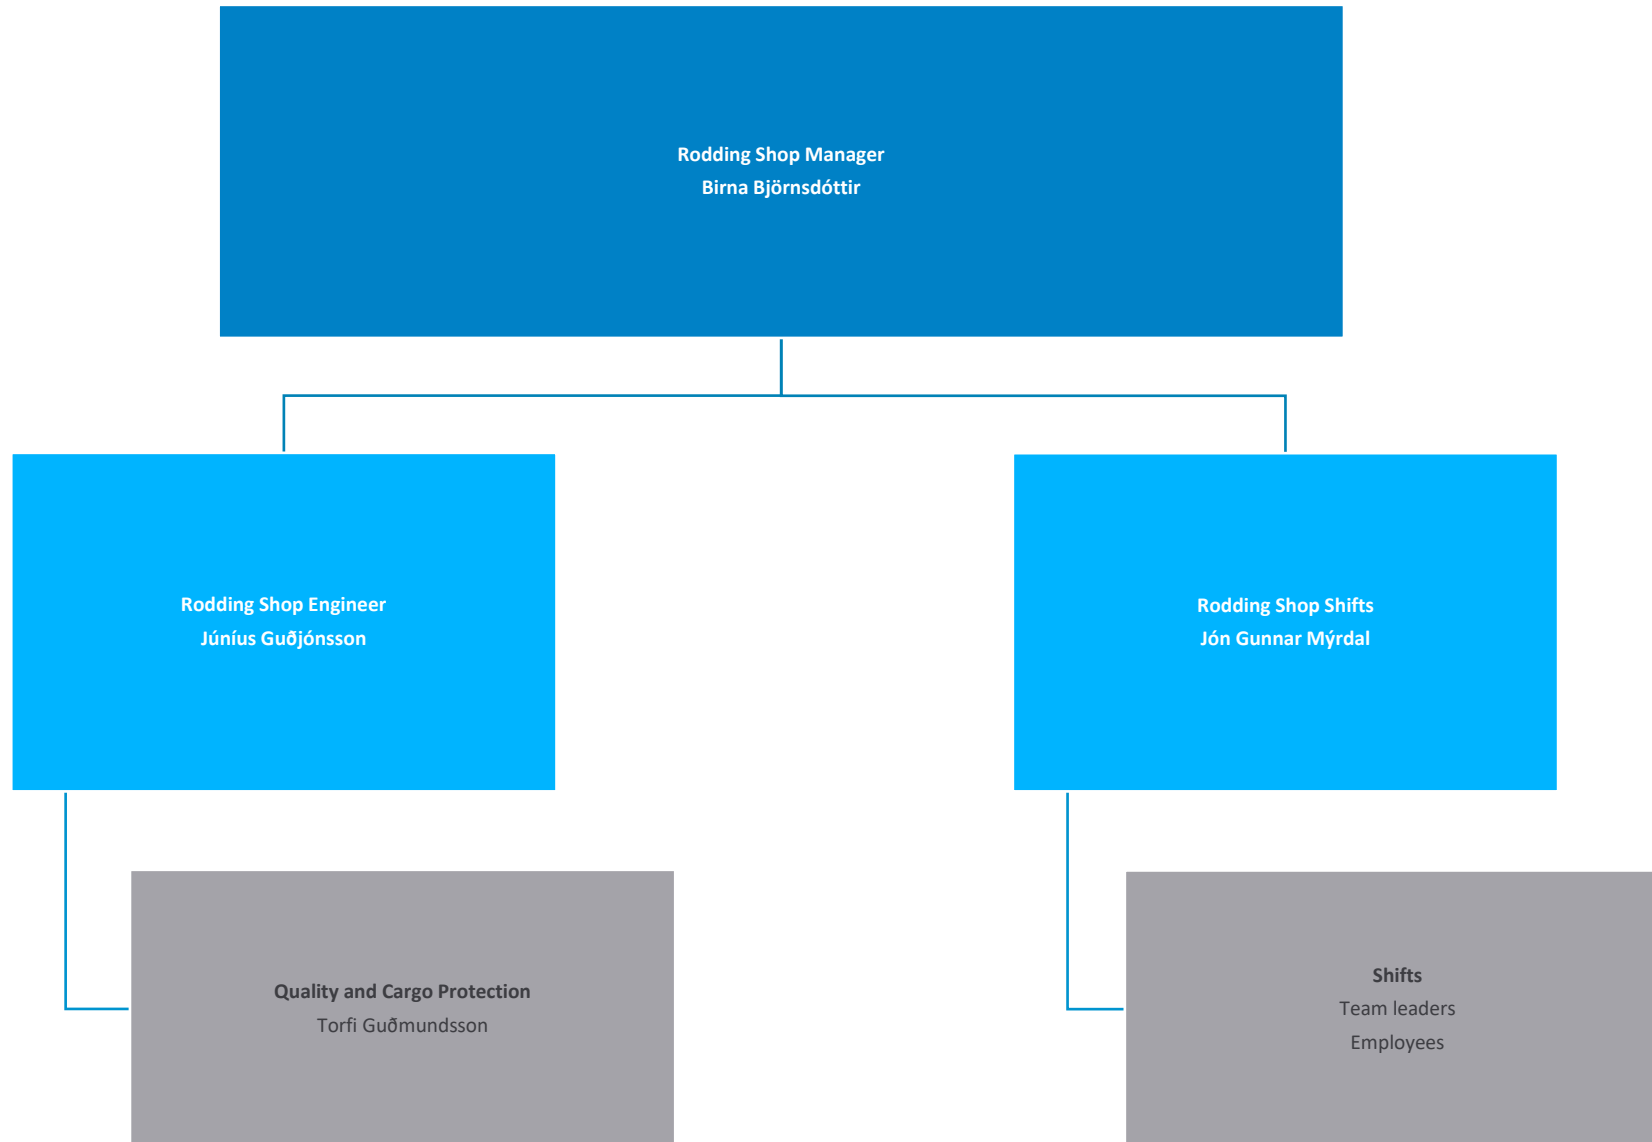 Rodding Shop Manager
Birna Björnsdóttir
Rodding Shop Engineer
Júníus Guðjónsson
Rodding Shop Shifts
Jón Gunnar Mýrdal
Quality and Cargo Protection
Torfi Guðmundsson
Shifts
Team leaders
Employees